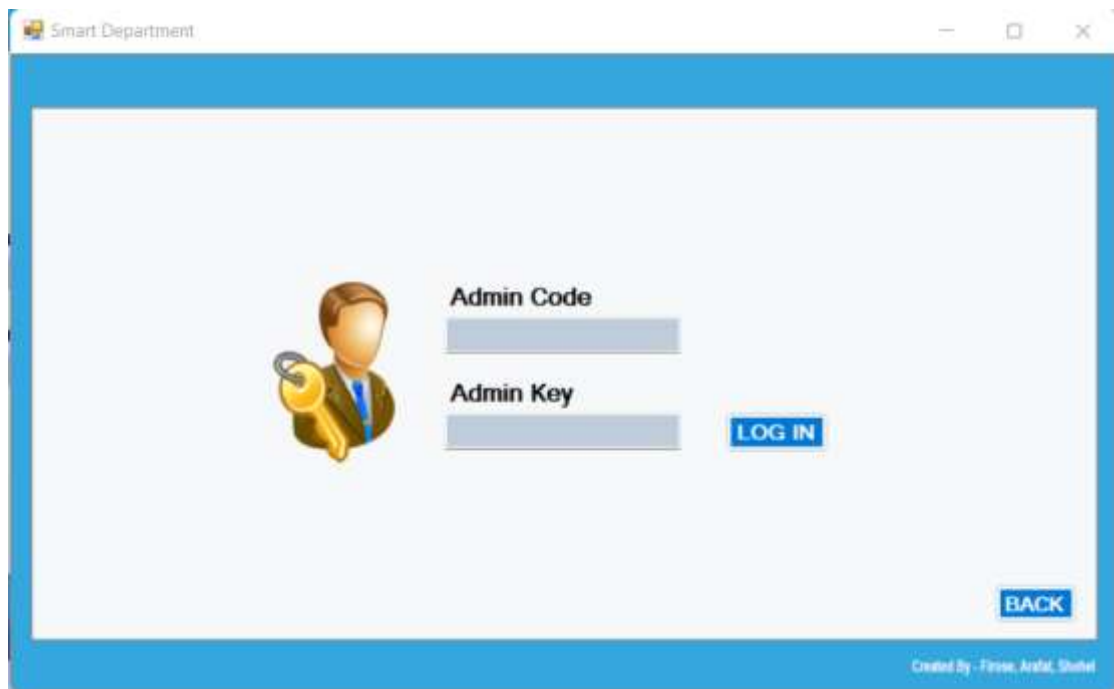 Smart Department
Admin Code
Admin Key
LOG IN
BACK
Created By - Firose, Arafat, Shohel